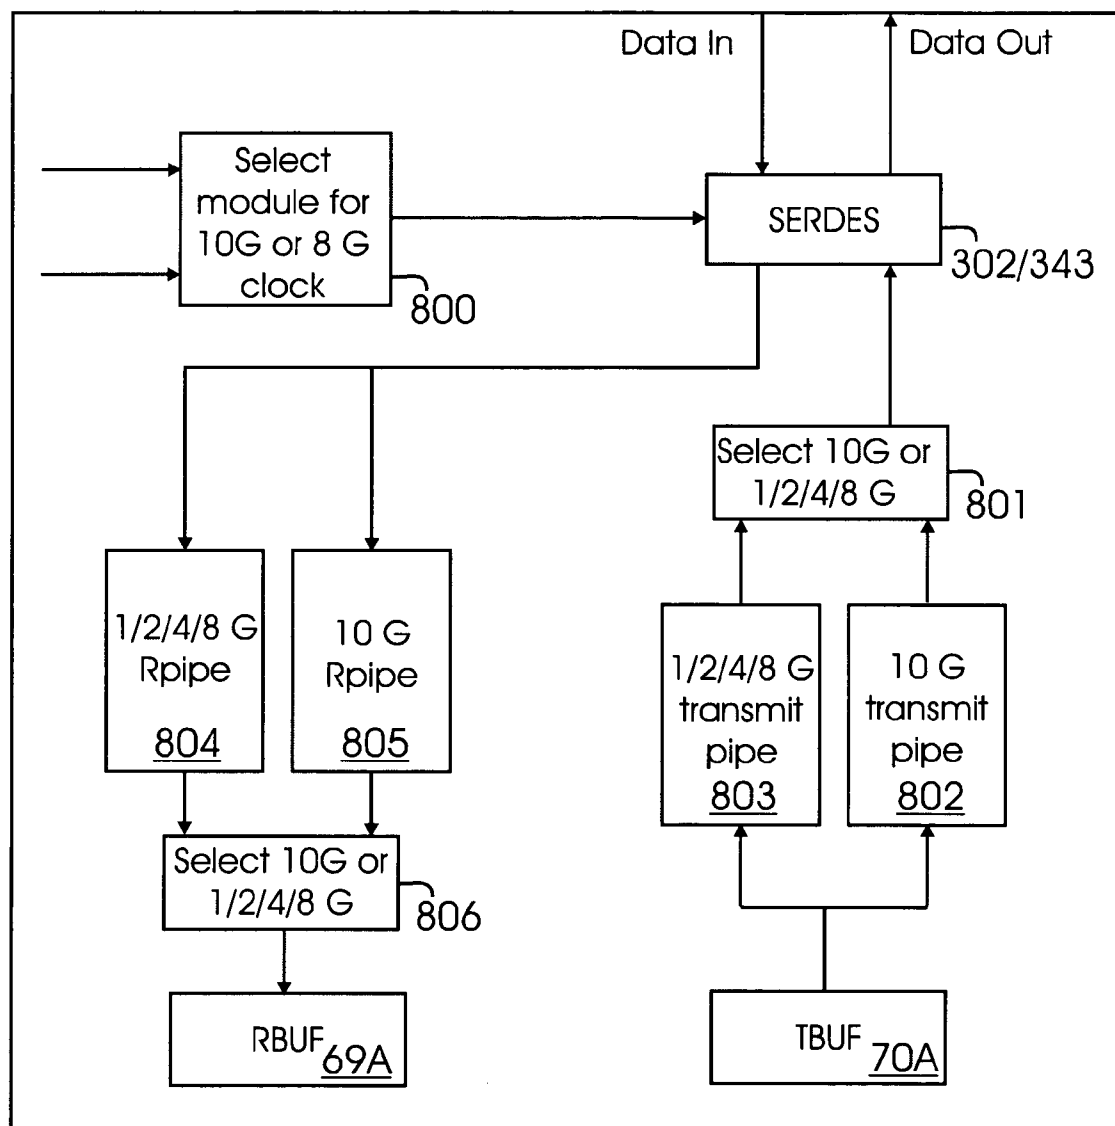 Data In
Data Out
Select
module for
10G or 8 G
clock
800
SERDES
302/343
Select 10G or
1/2/4/8 G
801
1/2/4/8 G
Rpipe
804
10 G
Rpipe
805
1/2/4/8 G
transmit
pipe
803
10 G
transmit
pipe
802
Select 10G or
1/2/4/8 G
806
RBUF 69A
TBUF 70A